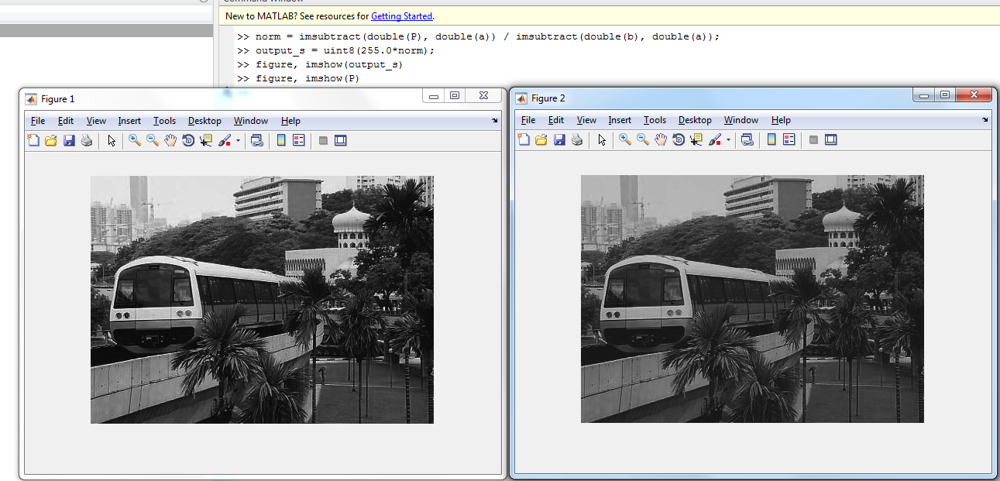 Command Window
New to MATLAB? See resources for Getting Started.
>> norm = imsubtract(double(P), double(a)) / imsubtract(double(b), double(a));
>> output_s = uint8(255.0*norm);
>> figure, imshow(output_s)
>> figure, imshow(P)
Figure 1
File Edit View Insert Tools Desktop Window Help
Figure 2
File Edit View Insert Tools Desktop Window Help